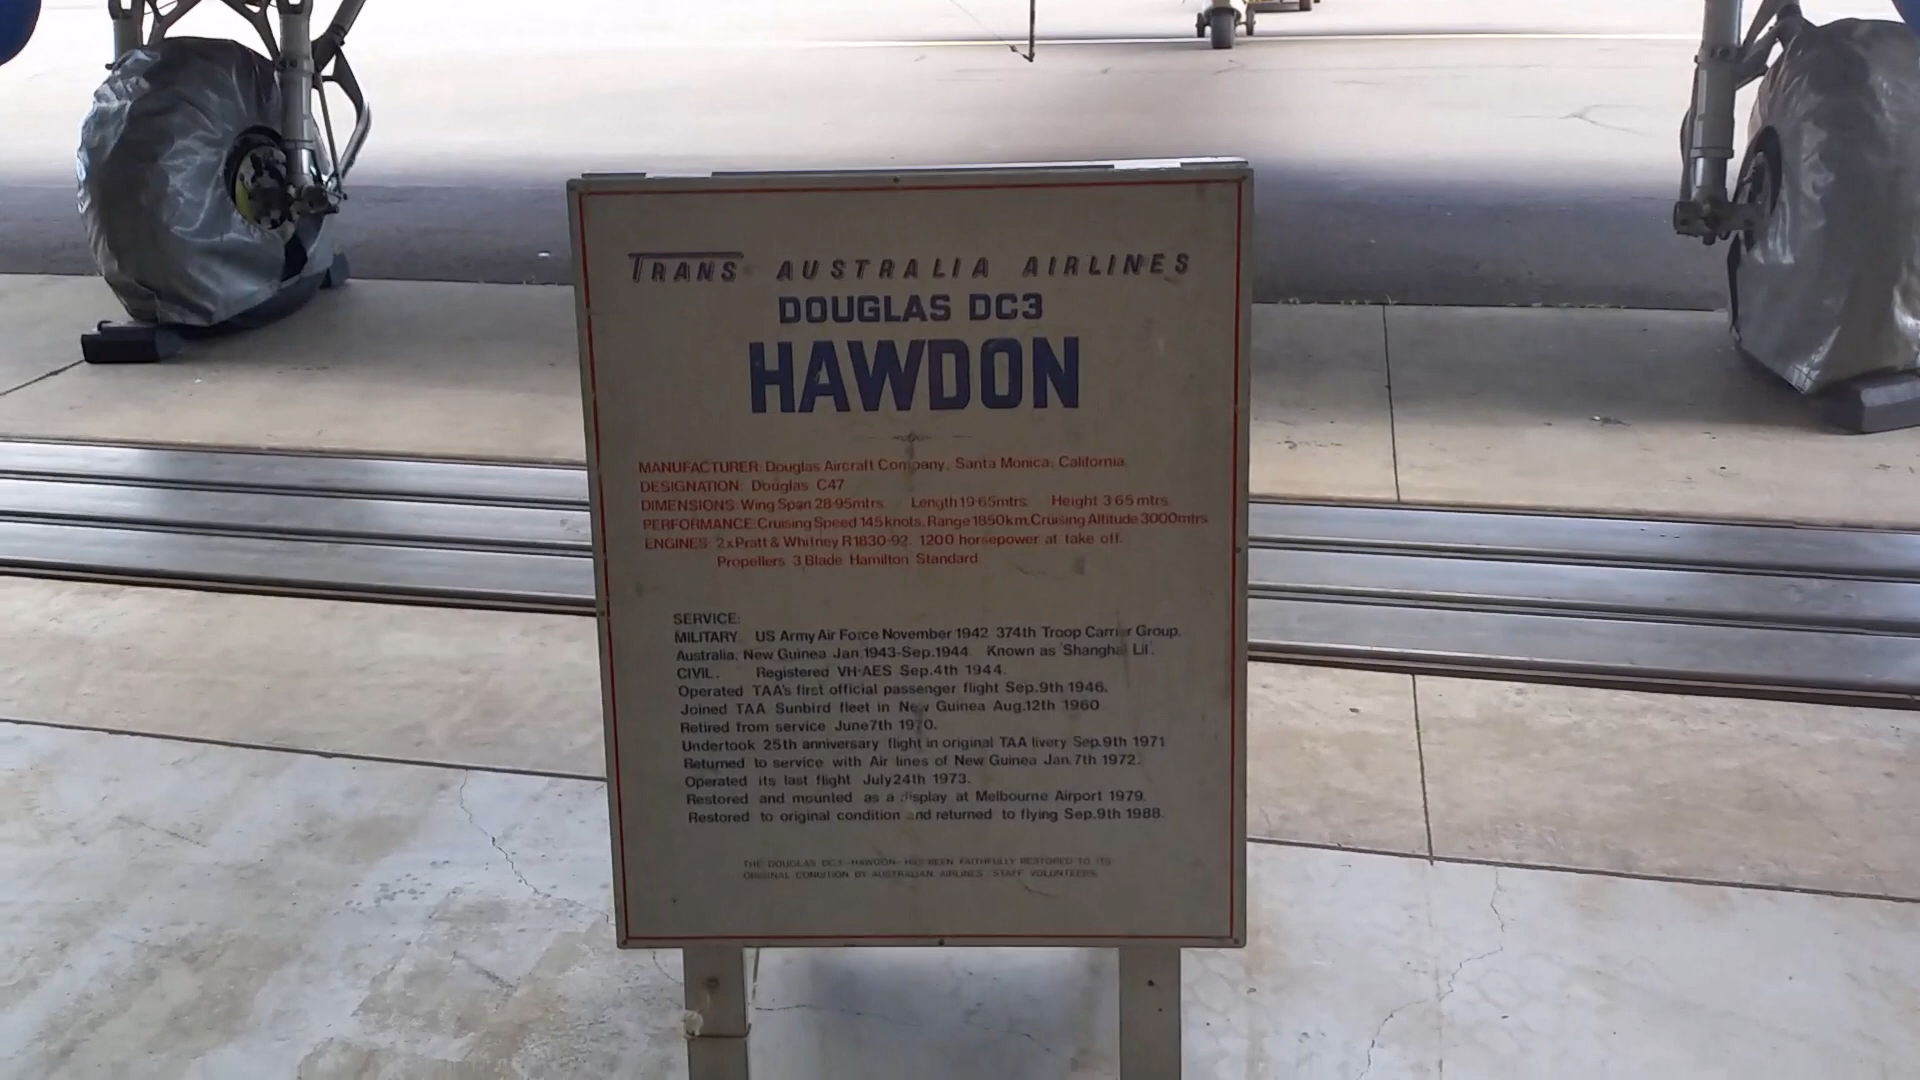 TRANS AUSTRALIA AIRLINES
DOUGLAS DC3
HAWDON
MANUFACTURER: Douglas Aircraft Company, Santa Monica, California
DESIGNATION: Douglas C47
DIMENSIONS: Wing Span 28·95mtrs. Length 19·65mtrs. Height 3·65 mtrs.
PERFORMANCE: Cruising Speed 145 knots. Range 1850km. Cruising Altitude 3000mtrs
ENGINES: 2 x Pratt & Whitney R1830-92. 1200 horsepower at take off.
Propellers 3 Blade Hamilton Standard
SERVICE:
MILITARY. US Army Air Force November 1942 374th Troop Carrier Group.
Australia, New Guinea Jan.1943-Sep.1944 Known as 'Shanghai Lil'.
CIVIL. Registered VH-AES Sep.4th 1944.
Operated TAA's first official passenger flight Sep.9th 1946.
Joined TAA Sunbird fleet in New Guinea Aug.12th 1960
Retired from service June 7th 1970.
Undertook 25th anniversary flight in original TAA livery Sep.9th 1971
Returned to service with Air lines of New Guinea Jan.7th 1972.
Operated its last flight July 24th 1973.
Restored and mounted as a display at Melbourne Airport 1979.
Restored to original condition and returned to flying Sep.9th 1988.
THE DOUGLAS DC3 HAWDON HAS BEEN FAITHFULLY RESTORED TO ITS
ORIGINAL CONDITION BY AUSTRALIAN AIRLINES STAFF VOLUNTEERS